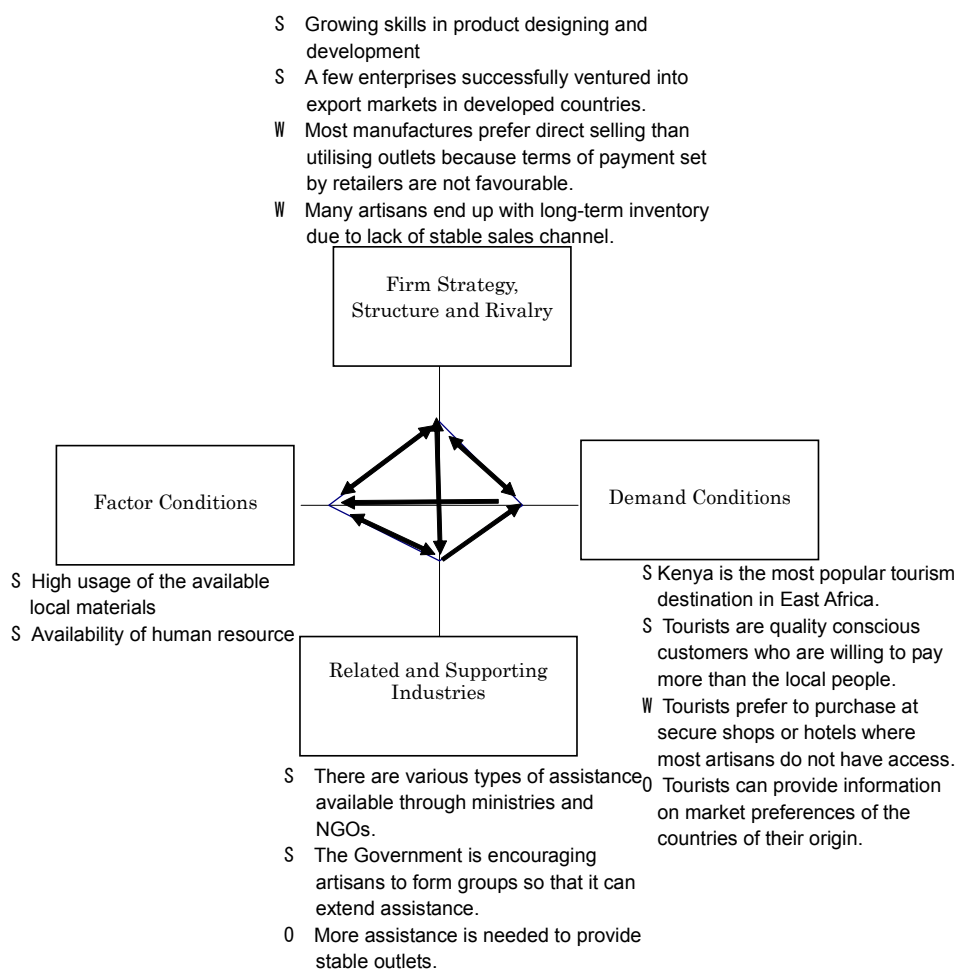 S Growing skills in product designing and
development
S A few enterprises successfully ventured into
export markets in developed countries.
W Most manufactures prefer direct selling than
utilising outlets because terms of payment set
by retailers are not favourable.
W Many artisans end up with long-term inventory
due to lack of stable sales channel.
Firm Strategy,
Structure and Rivalry
Factor Conditions
S High usage of the available
local materials
S Availability of human resource
Demand Conditions
S Kenya is the most popular tourism
destination in East Africa.
S Tourists are quality conscious
customers who are willing to pay
more than the local people.
W Tourists prefer to purchase at
secure shops or hotels where
most artisans do not have access.
O Tourists can provide information
on market preferences of the
countries of their origin.
Related and Supporting
Industries
S There are various types of assistance
available through ministries and
NGOs.
S The Government is encouraging
artisans to form groups so that it can
extend assistance.
O More assistance is needed to provide
stable outlets.